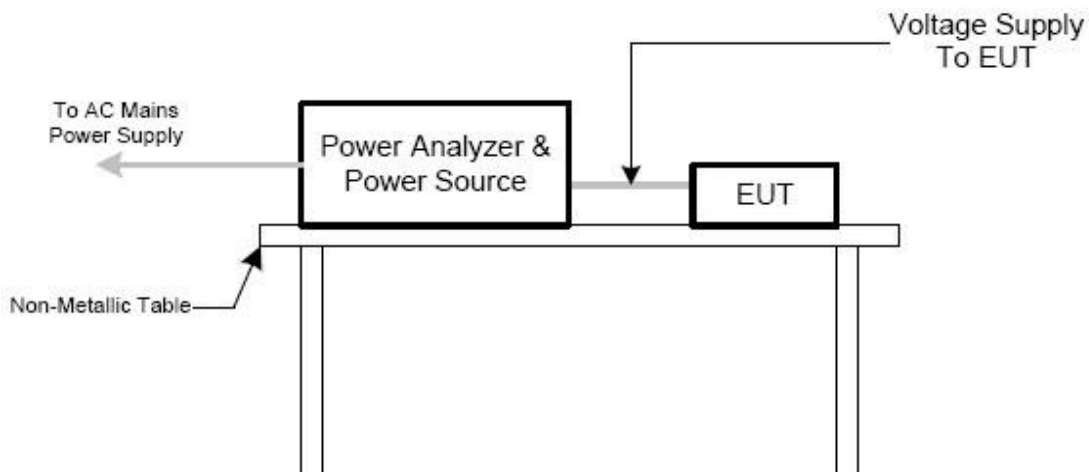 Voltage Supply
To EUT
To AC Mains
Power Supply
Power Analyzer &
Power Source
EUT
Non-Metallic Table